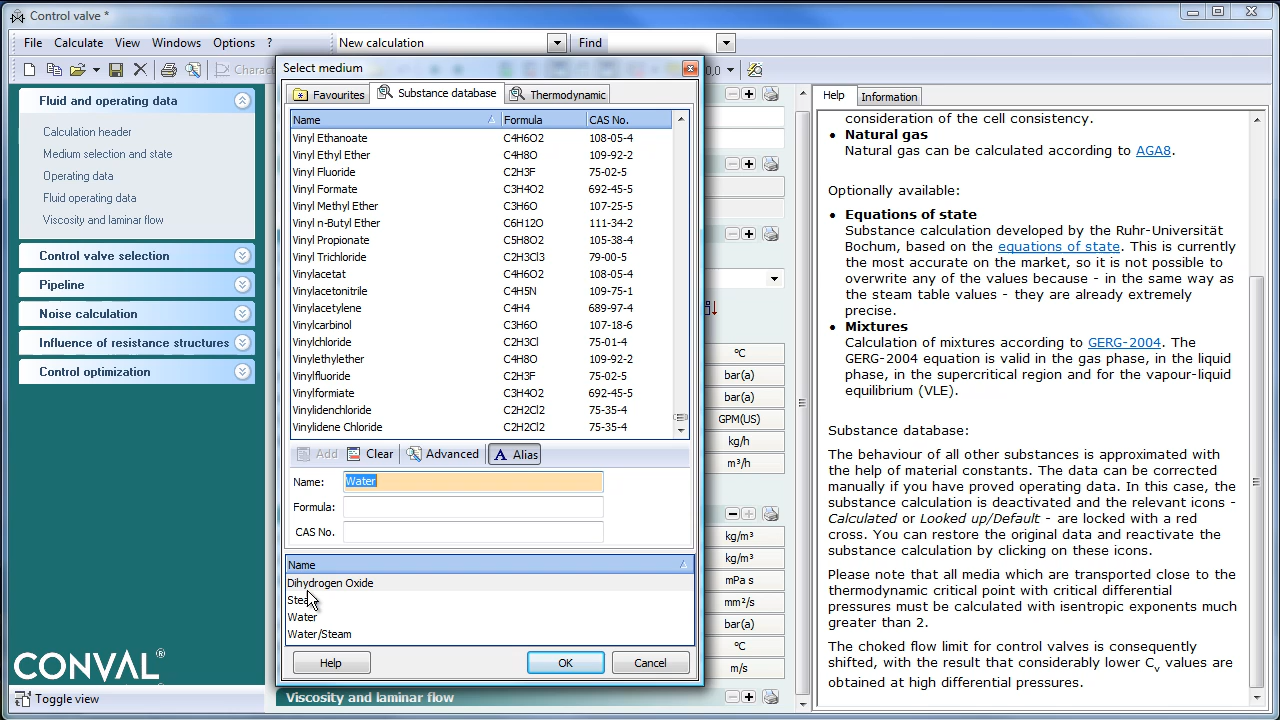 Control valve *
File Calculate View Windows Options ? New calculation Find
Select medium
Favourites Substance database Thermodynamic
Name Formula CAS No.
Vinyl Ethanoate C4H6O2 108-05-4
Vinyl Ethyl Ether C4H8O 109-92-2
Vinyl Fluoride C2H3F 75-02-5
Vinyl Formate C3H4O2 692-45-5
Vinyl Methyl Ether C3H6O 107-25-5
Vinyl n-Butyl Ether C6H12O 111-34-2
Vinyl Propionate C5H8O2 105-38-4
Vinyl Trichloride C2H3Cl3 79-00-5
Vinylacetat C4H6O2 108-05-4
Vinylacetonitrile C4H5N 109-75-1
Vinylacetylene C4H4 689-97-4
Vinylcarbinol C3H6O 107-18-6
Vinylchloride C2H3Cl 75-01-4
Vinylethylether C4H8O 109-92-2
Vinylfluoride C2H3F 75-02-5
Vinylformiate C3H4O2 692-45-5
Vinylidenchloride C2H2Cl2 75-35-4
Vinylidene Chloride C2H2Cl2 75-35-4
Add Clear Advanced A Alias
Name: Water
Formula:
CAS No.
Name
Dihydrogen Oxide
Steam
Water
Water/Steam
Help OK Cancel
Viscosity and laminar flow
Fluid and operating data
Calculation header
Medium selection and state
Operating data
Fluid operating data
Viscosity and laminar flow
Control valve selection
Pipeline
Noise calculation
Influence of resistance structures
Control optimization
CONVAL®
Toggle view
°C
bar(a)
bar(a)
GPM(US)
kg/h
m³/h
kg/m³
kg/m³
mPa s
mm²/s
bar(a)
°C
m/s
Help Information
consideration of the cell consistency.
• Natural gas
Natural gas can be calculated according to AGA8.
Optionally available:
• Equations of state
Substance calculation developed by the Ruhr-Universität
Bochum, based on the equations of state. This is currently
the most accurate on the market, so it is not possible to
overwrite any of the values because - in the same way as
the steam table values - they are already extremely
precise.
• Mixtures
Calculation of mixtures according to GERG-2004. The
GERG-2004 equation is valid in the gas phase, in the liquid
phase, in the supercritical region and for the vapour-liquid
equilibrium (VLE).
Substance database:
The behaviour of all other substances is approximated with
the help of material constants. The data can be corrected
manually if you have proved operating data. In this case, the
substance calculation is deactivated and the relevant icons -
Calculated or Looked up/Default - are locked with a red
cross. You can restore the original data and reactivate the
substance calculation by clicking on these icons.
Please note that all media which are transported close to the
thermodynamic critical point with critical differential
pressures must be calculated with isentropic exponents much
greater than 2.
The choked flow limit for control valves is consequently
shifted, with the result that considerably lower Cv values are
obtained at high differential pressures.